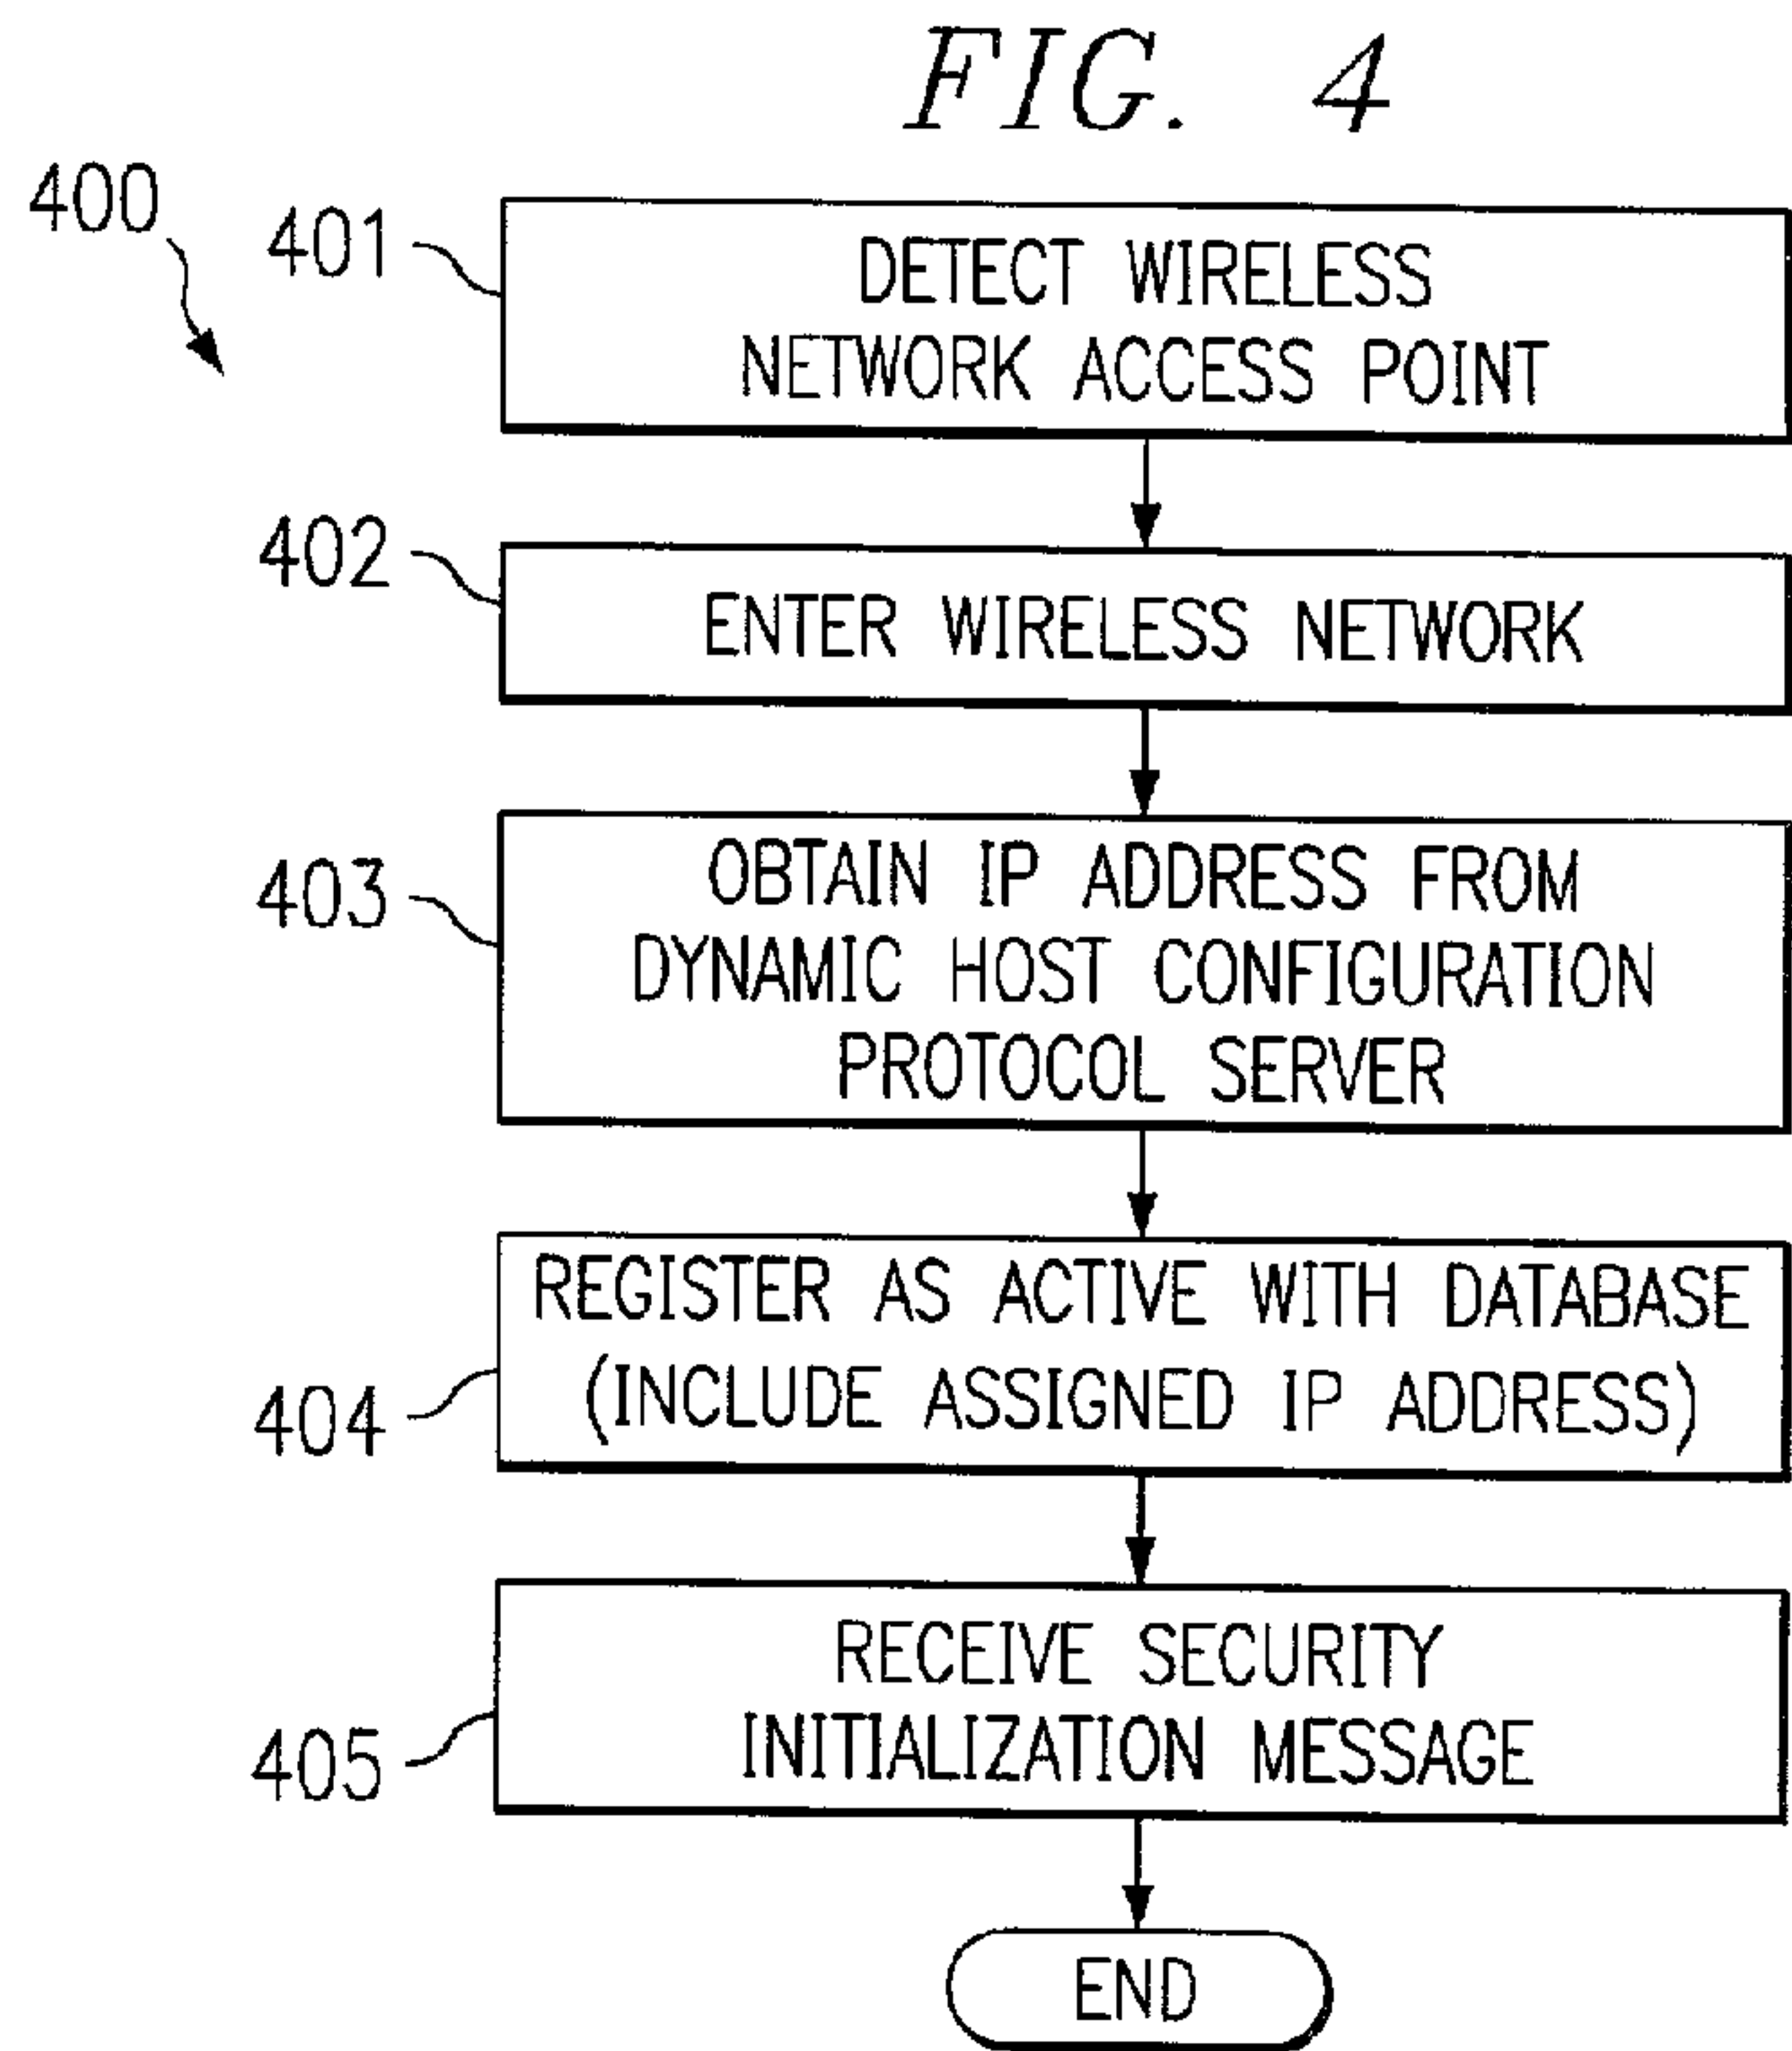 FIG. 4
400
401
DETECT WIRELESS
NETWORK ACCESS POINT
402
ENTER WIRELESS NETWORK
403
OBTAIN IP ADDRESS FROM
DYNAMIC HOST CONFIGURATION
PROTOCOL SERVER
404
REGISTER AS ACTIVE WITH DATABASE
(INCLUDE ASSIGNED IP ADDRESS)
405
RECEIVE SECURITY
INITIALIZATION MESSAGE
END